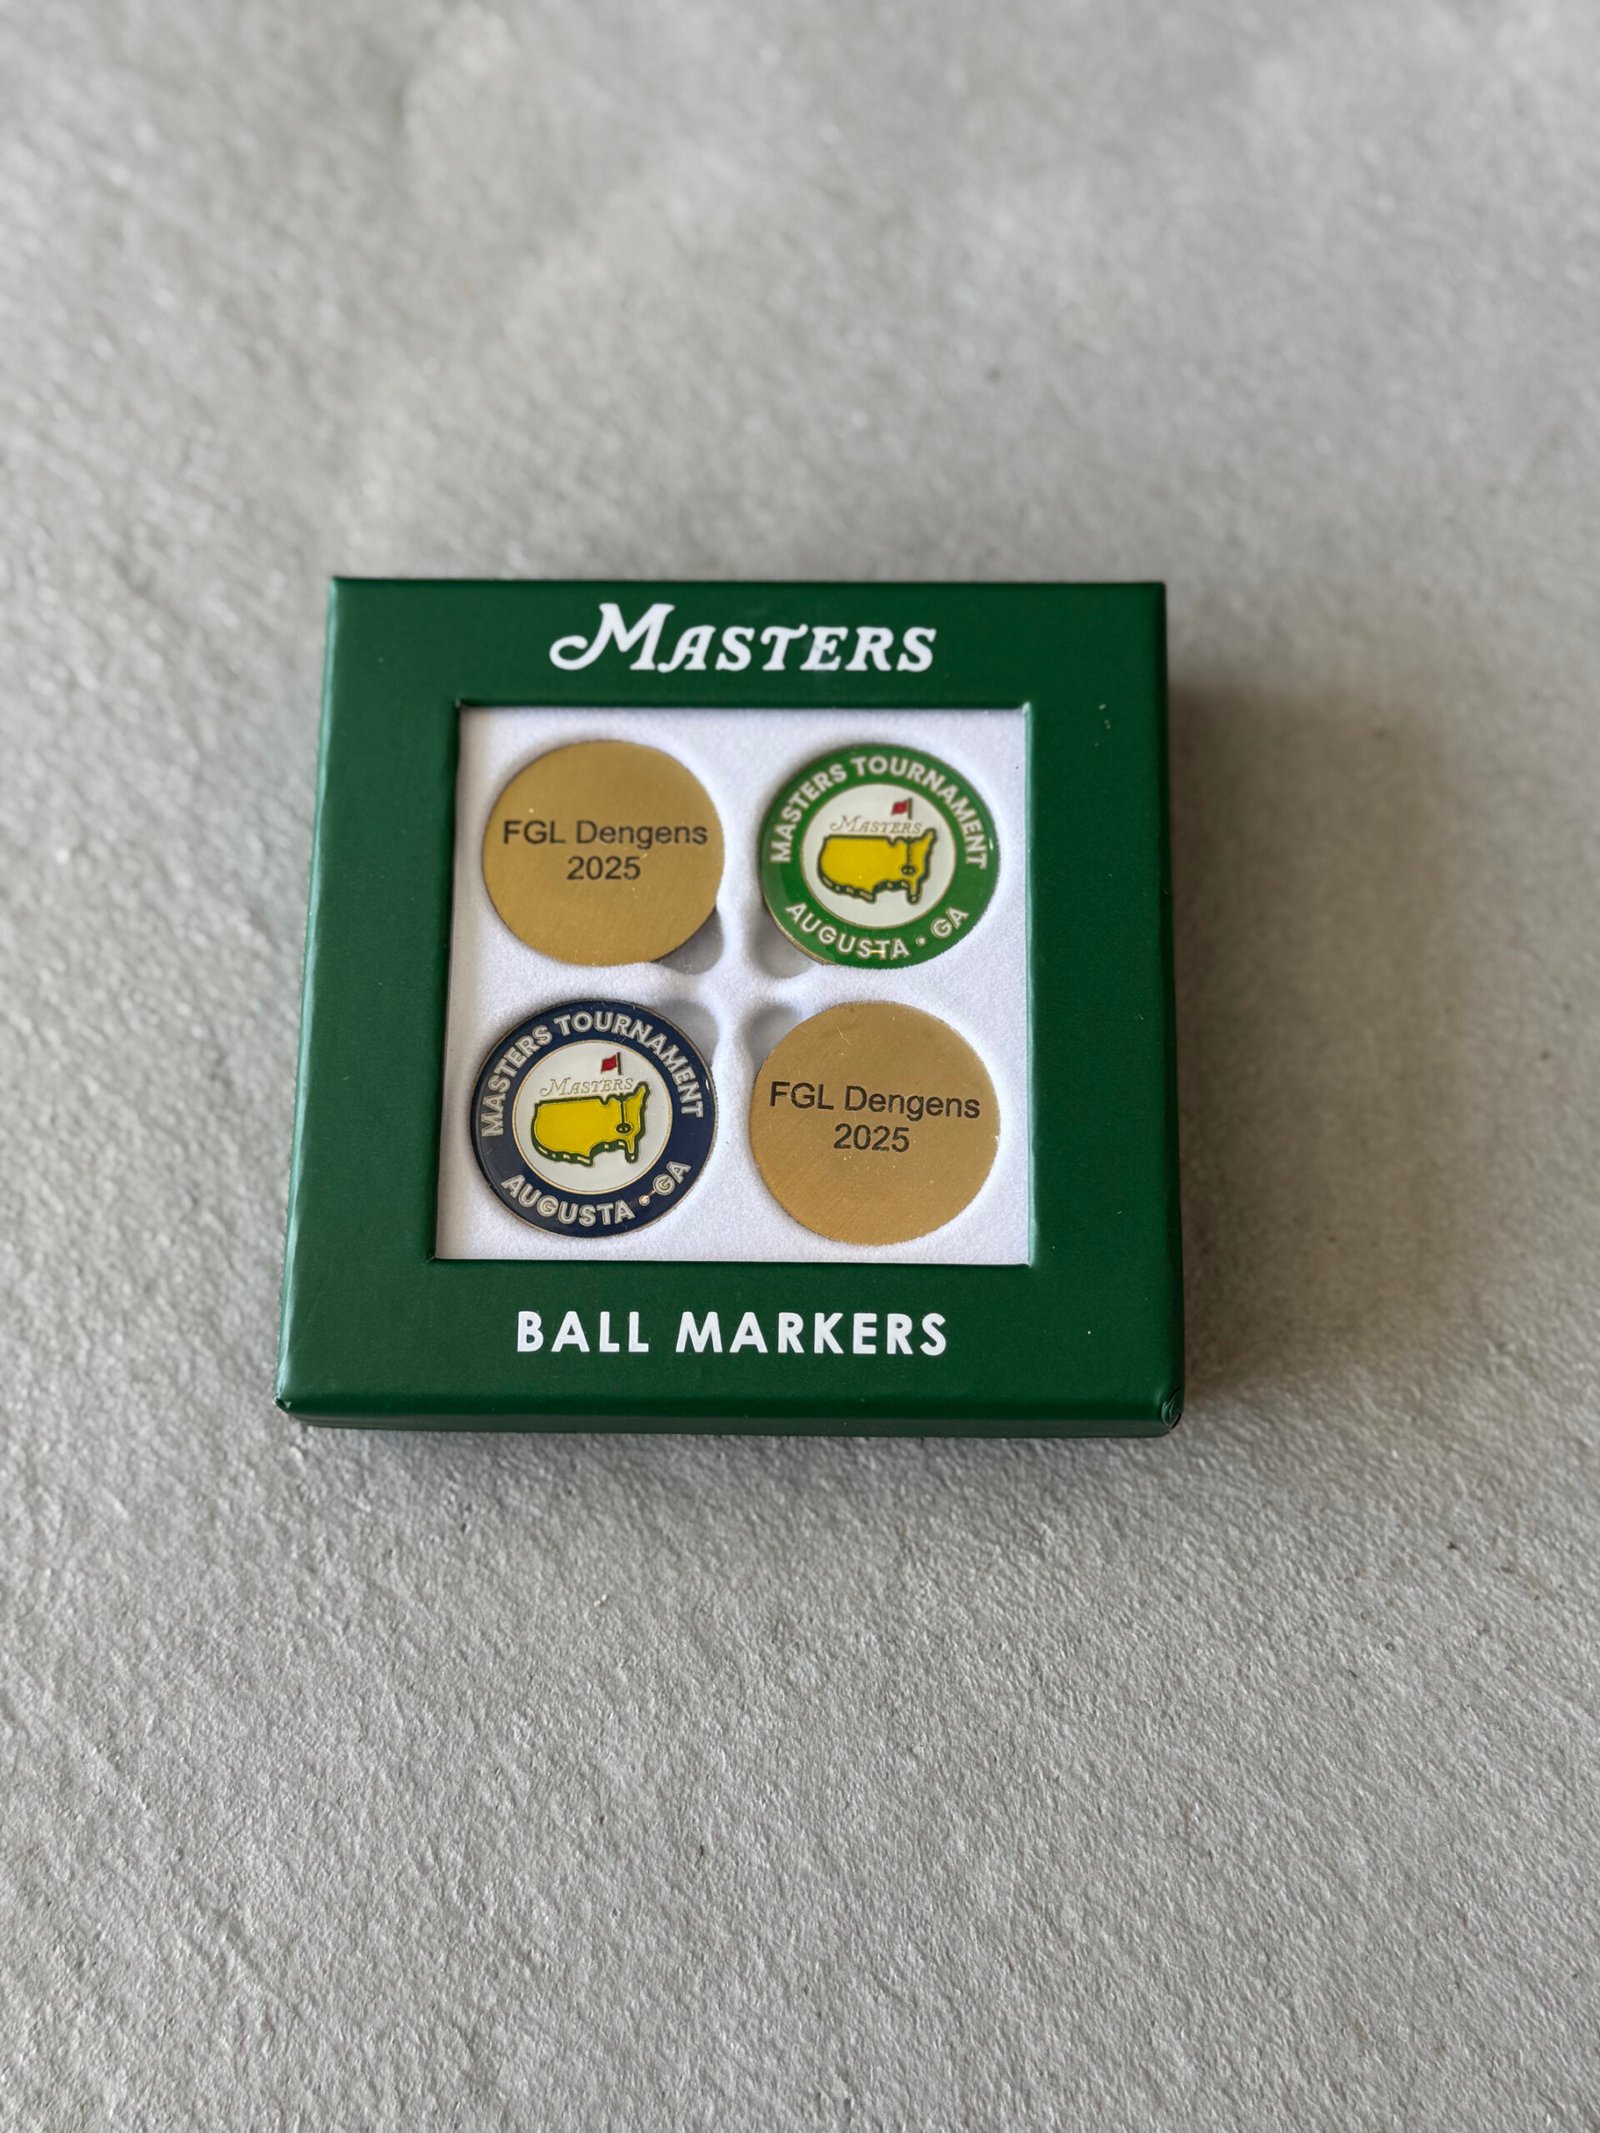 MASTERS
FGL Dengens
2025
MASTERS TOURNAMENT
MASTERS
AUGUSTA • GA
MASTERS TOURNAMENT
MASTERS
AUGUSTA • GA
FGL Dengens
2025
BALL MARKERS